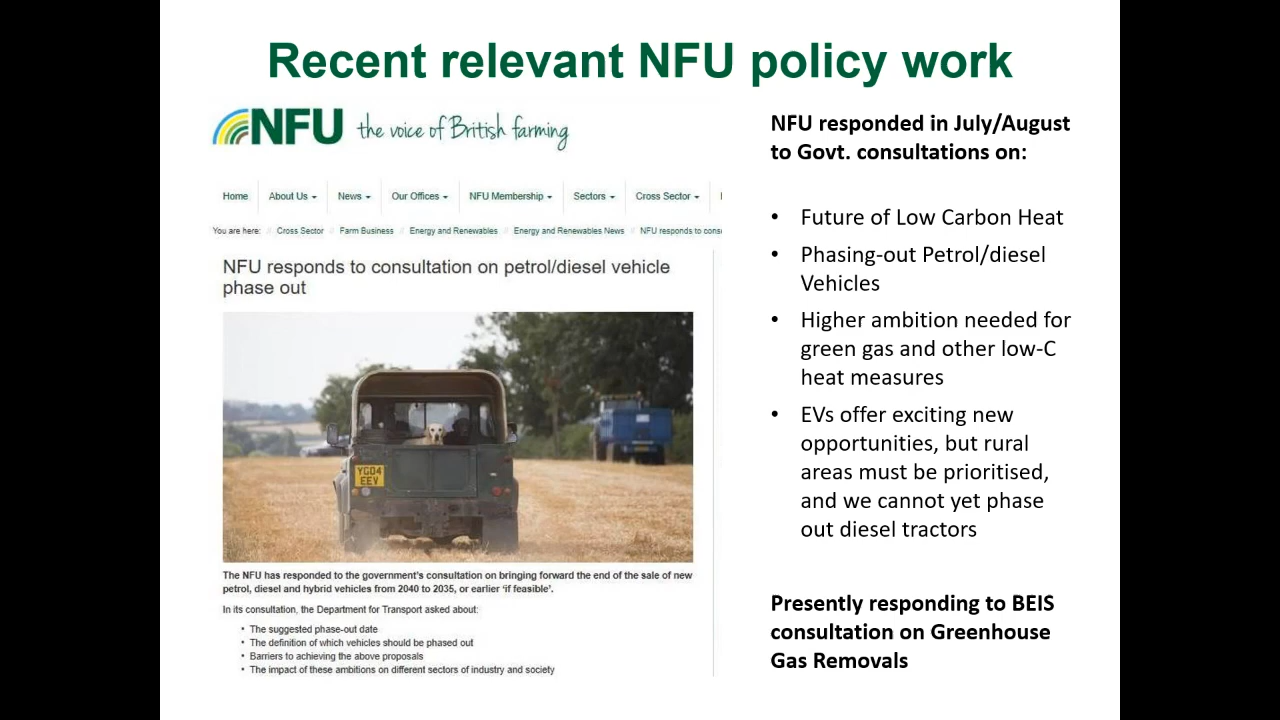 Recent relevant NFU policy work
NFU the voice of British farming
Home About Us News Our Offices NFU Membership Sectors Cross Sector
You are here: // Cross Sector // Farm Business // Energy and Renewables // Energy and Renewables News // NFU responds to
NFU responds to consultation on petrol/diesel vehicle
phase out
YG04
EEV
The NFU has responded to the government's consultation on bringing forward the end of the sale of new
petrol, diesel and hybrid vehicles from 2040 to 2035, or earlier 'if feasible'.
In its consultation, the Department for Transport asked about:
• The suggested phase-out date
• The definition of which vehicles should be phased out
• Barriers to achieving the above proposals
• The impact of these ambitions on different sectors of industry and society
NFU responded in July/August
to Govt. consultations on:
• Future of Low Carbon Heat
• Phasing-out Petrol/diesel
Vehicles
• Higher ambition needed for
green gas and other low-C
heat measures
• EVs offer exciting new
opportunities, but rural
areas must be prioritised,
and we cannot yet phase
out diesel tractors
Presently responding to BEIS
consultation on Greenhouse
Gas Removals